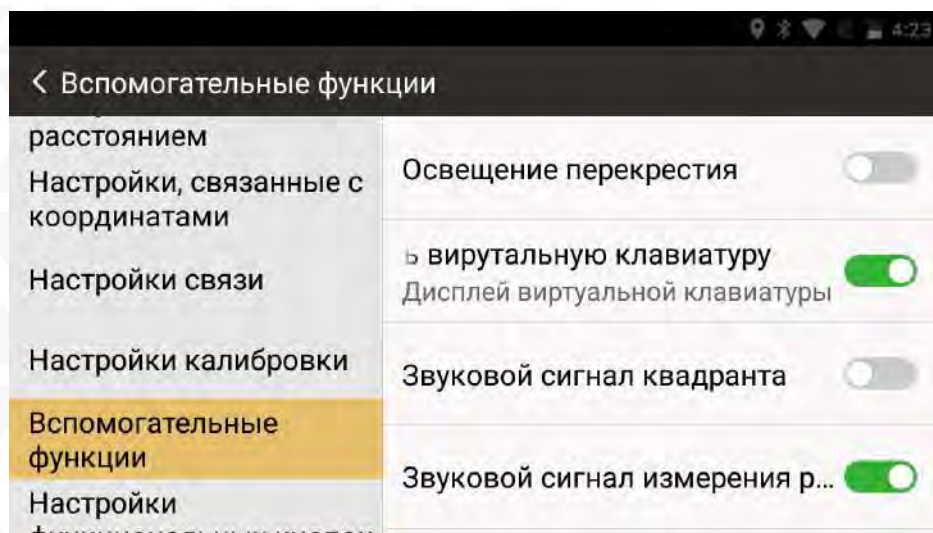 4:23
< Вспомогательные функции
расстоянием
Настройки, связанные с
координатами
Настройки связи
Настройки калибровки
Вспомогательные
функции
Настройки
Освещение перекрестия
ь вирутальную клавиатуру
Дисплей виртуальной клавиатуры
Звуковой сигнал квадранта
Звуковой сигнал измерения р...